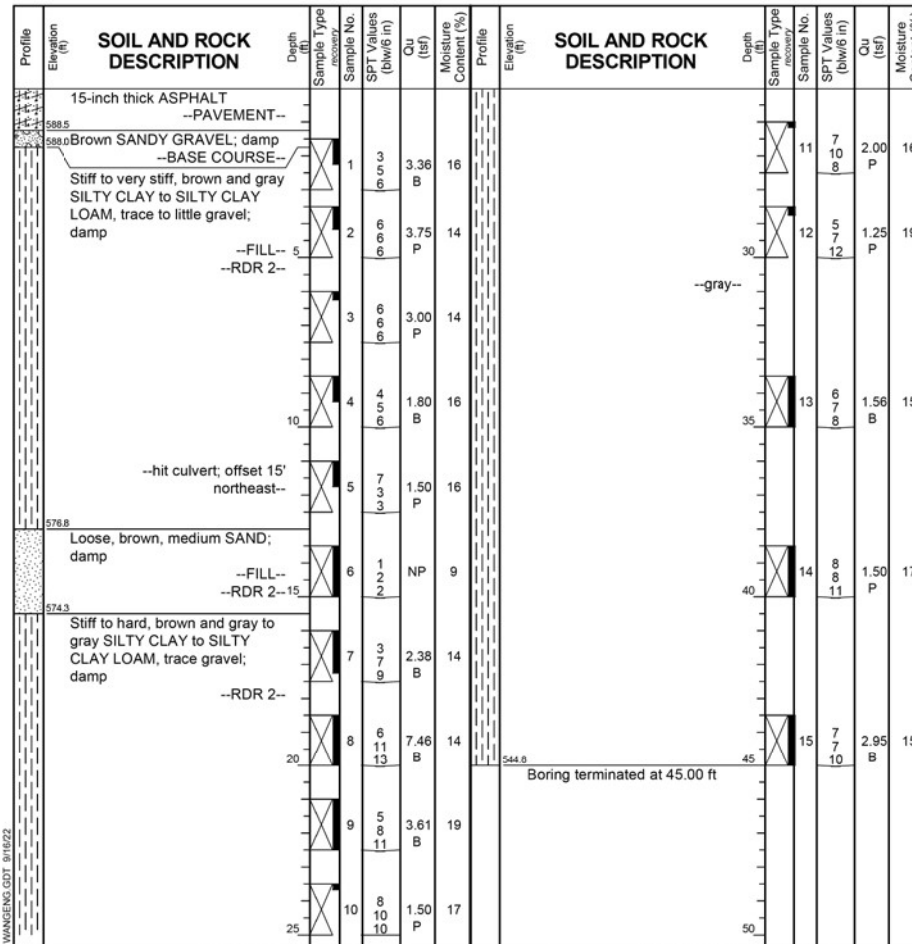 Profile
Elevation
(ft)
SOIL AND ROCK
DESCRIPTION
Depth
(ft)
Sample Type
recovery
Sample No.
SPT Values
(blw/6 in)
Qu
(tsf)
Moisture
Content (%)
15-inch thick ASPHALT
--PAVEMENT--
588.5
588.0 Brown SANDY GRAVEL; damp
--BASE COURSE--
Stiff to very stiff, brown and gray
SILTY CLAY to SILTY CLAY
LOAM, trace to little gravel;
damp
--FILL-- 5
--RDR 2--
1 3 5 6 3.36 B 16
2 6 6 6 3.75 P 14
3 6 6 6 3.00 P 14
10
4 4 5 6 1.80 B 16
--hit culvert; offset 15'
northeast--
5 7 3 3 1.50 P 16
576.8
Loose, brown, medium SAND;
damp
--FILL--
--RDR 2-- 15
6 1 2 2 NP 9
574.3
Stiff to hard, brown and gray to
gray SILTY CLAY to SILTY
CLAY LOAM, trace gravel;
damp
--RDR 2--
7 3 7 9 2.38 B 14
20
8 6 11 13 7.46 B 14
9 5 8 11 3.61 B 19
25
10 8 10 10 1.50 P 17
WANGENG.GDT 9/16/22
Profile
Elevation
(ft)
SOIL AND ROCK
DESCRIPTION
Depth
(ft)
Sample Type
recovery
Sample No.
SPT Values
(blw/6 in)
Qu
(tsf)
Moisture
11 7 10 8 2.00 P 16
30
12 5 7 12 1.25 P 19
--gray--
35
13 6 7 8 1.56 B 15
40
14 8 8 11 1.50 P 17
45
15 7 7 10 2.95 B 15
544.8
Boring terminated at 45.00 ft
50